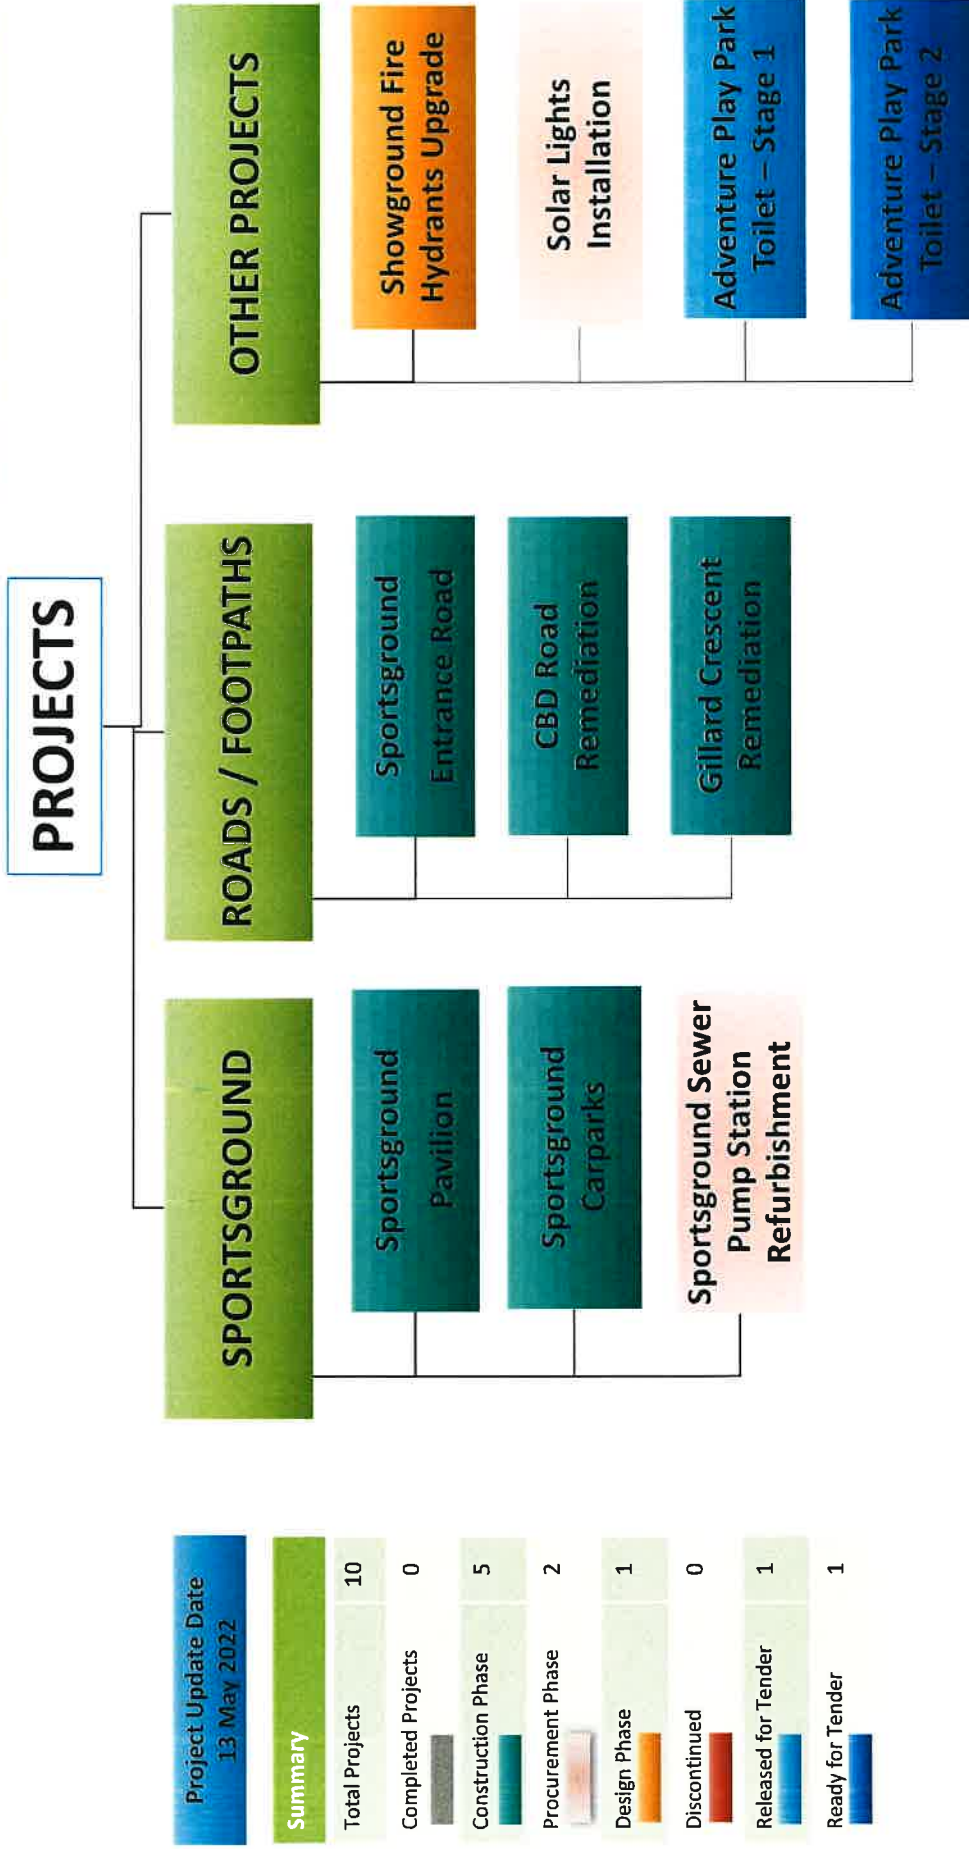 PROJECTS
SPORTSGROUND
Sportsground
Pavilion
Sportsground
Carparks
Sportsground Sewer
Pump Station
Refurbishment
ROADS / FOOTPATHS
Sportsground
Entrance Road
CBD Road
Remediation
Gillard Crescent
Remediation
OTHER PROJECTS
Showground Fire
Hydrants Upgrade
Solar Lights
Installation
Adventure Play Park
Toilet – Stage 1
Adventure Play Park
Toilet – Stage 2
Project Update Date
13 May 2022
Summary
Total Projects 10
Completed Projects 0
Construction Phase 5
Procurement Phase 2
Design Phase 1
Discontinued 0
Released for Tender 1
Ready for Tender 1